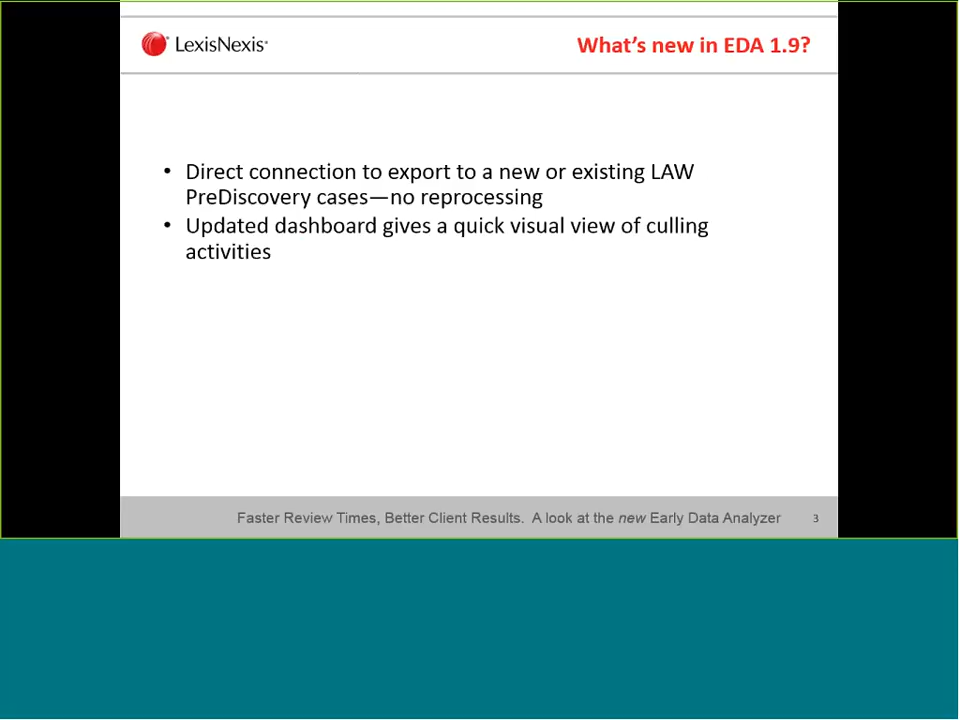 LexisNexis®
What's new in EDA 1.9?
• Direct connection to export to a new or existing LAW
PreDiscovery cases—no reprocessing
• Updated dashboard gives a quick visual view of culling
activities
Faster Review Times, Better Client Results. A look at the new Early Data Analyzer 3